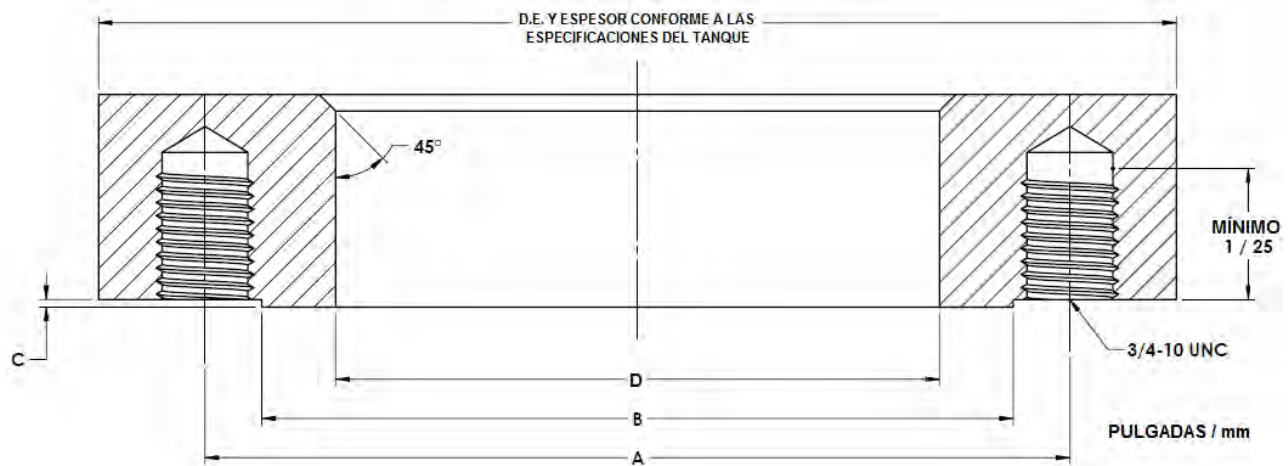 D.E. Y ESPESOR CONFORME A LAS
ESPECIFICACIONES DEL TANQUE
45°
MÍNIMO
1 / 25
C
3/4-10 UNC
D
B
PULGADAS / mm
A